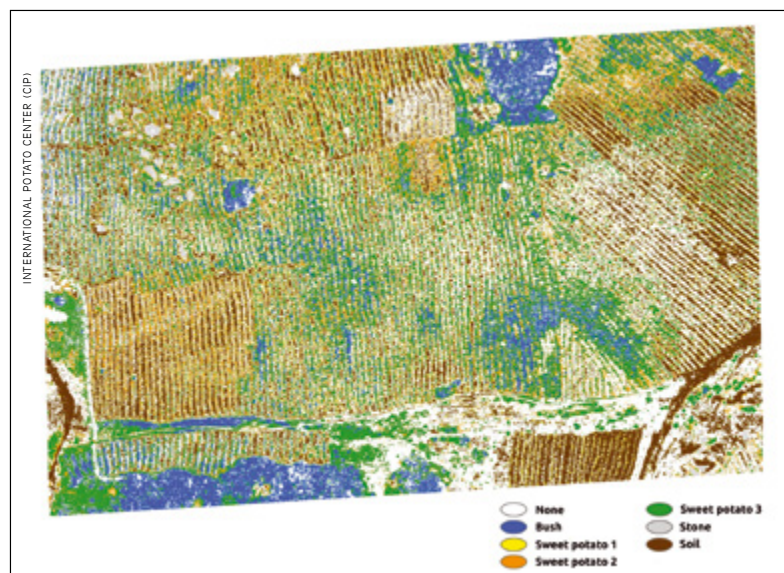 INTERNATIONAL POTATO CENTER (CIP)
None
Bush
Sweet potato 1
Sweet potato 2
Sweet potato 3
Stone
Soil